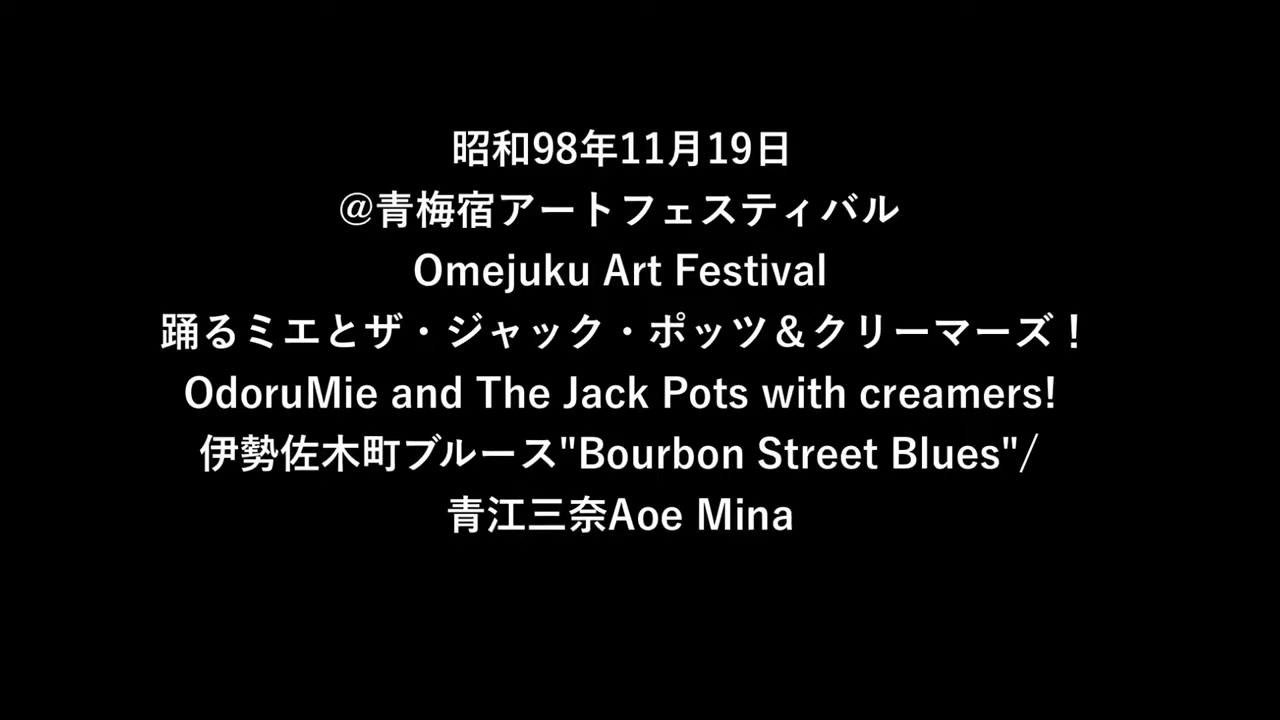 昭和98年11月19日
@青梅宿アートフェスティバル
Omejuku Art Festival
踊るミエとザ・ジャック・ポッツ＆クリーマーズ！
OdoruMie and The Jack Pots with creamers!
伊勢佐木町ブルース"Bourbon Street Blues"/
青江三奈Aoe Mina